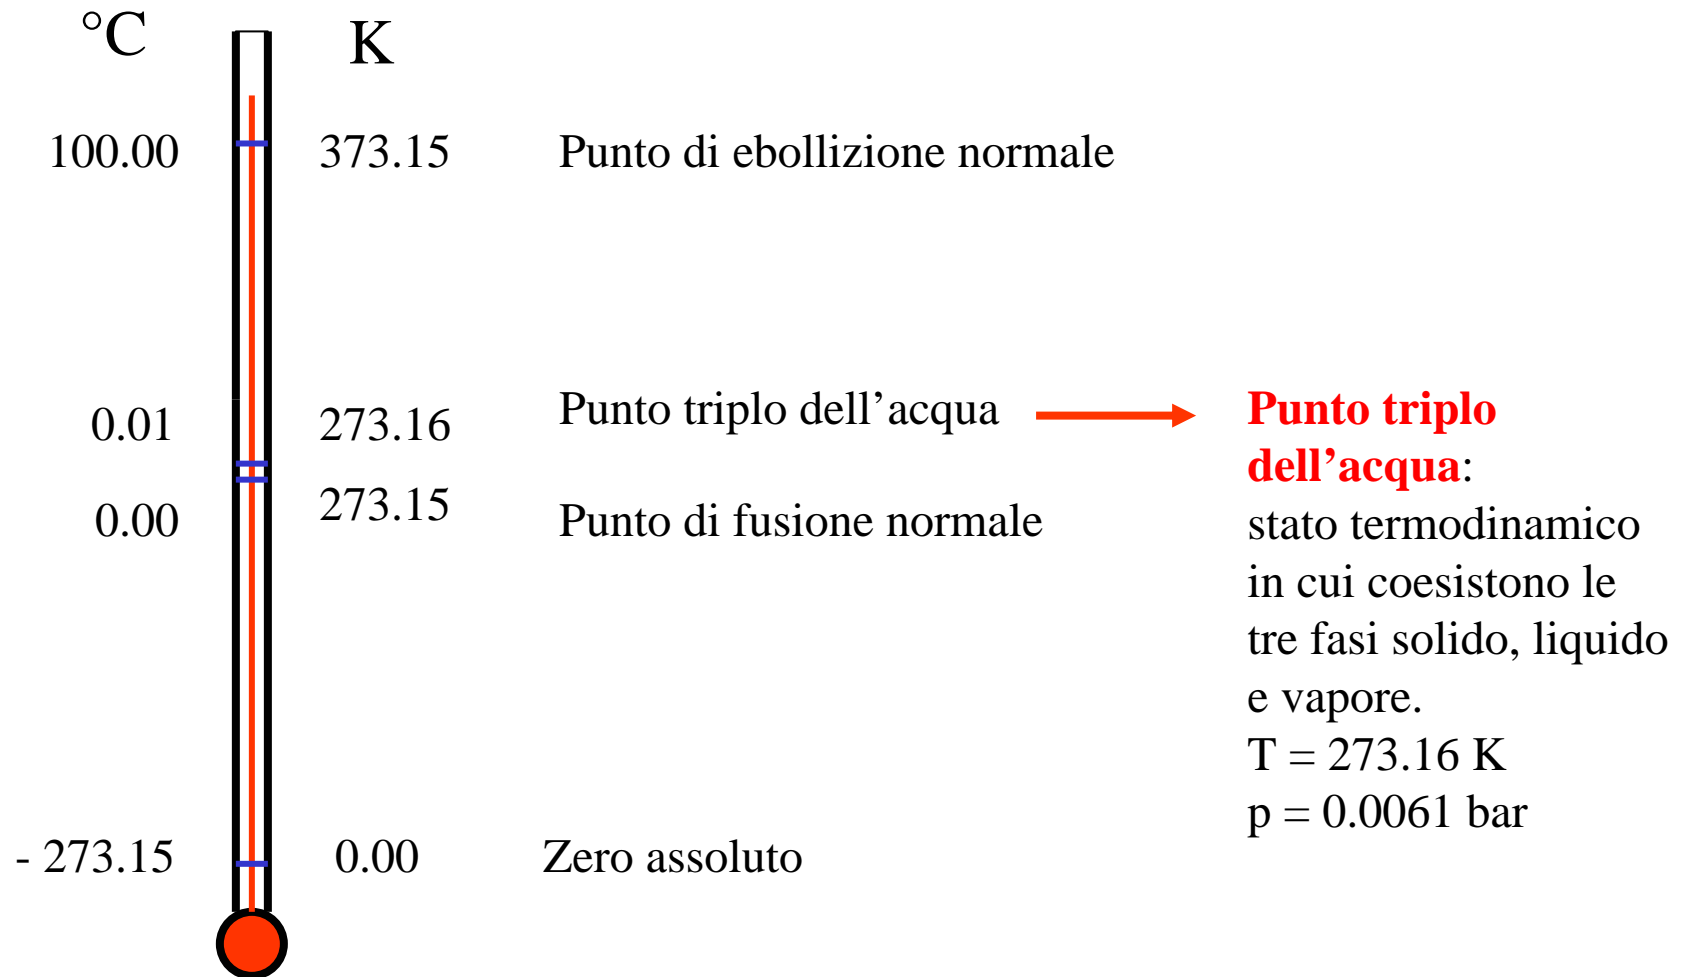 °C K
100.00 373.15 Punto di ebollizione normale
0.01 273.16 Punto triplo dell’acqua
0.00 273.15 Punto di fusione normale
- 273.15 0.00 Zero assoluto
Punto triplo
dell’acqua:
stato termodinamico
in cui coesistono le
tre fasi solido, liquido
e vapore.
T = 273.16 K
p = 0.0061 bar